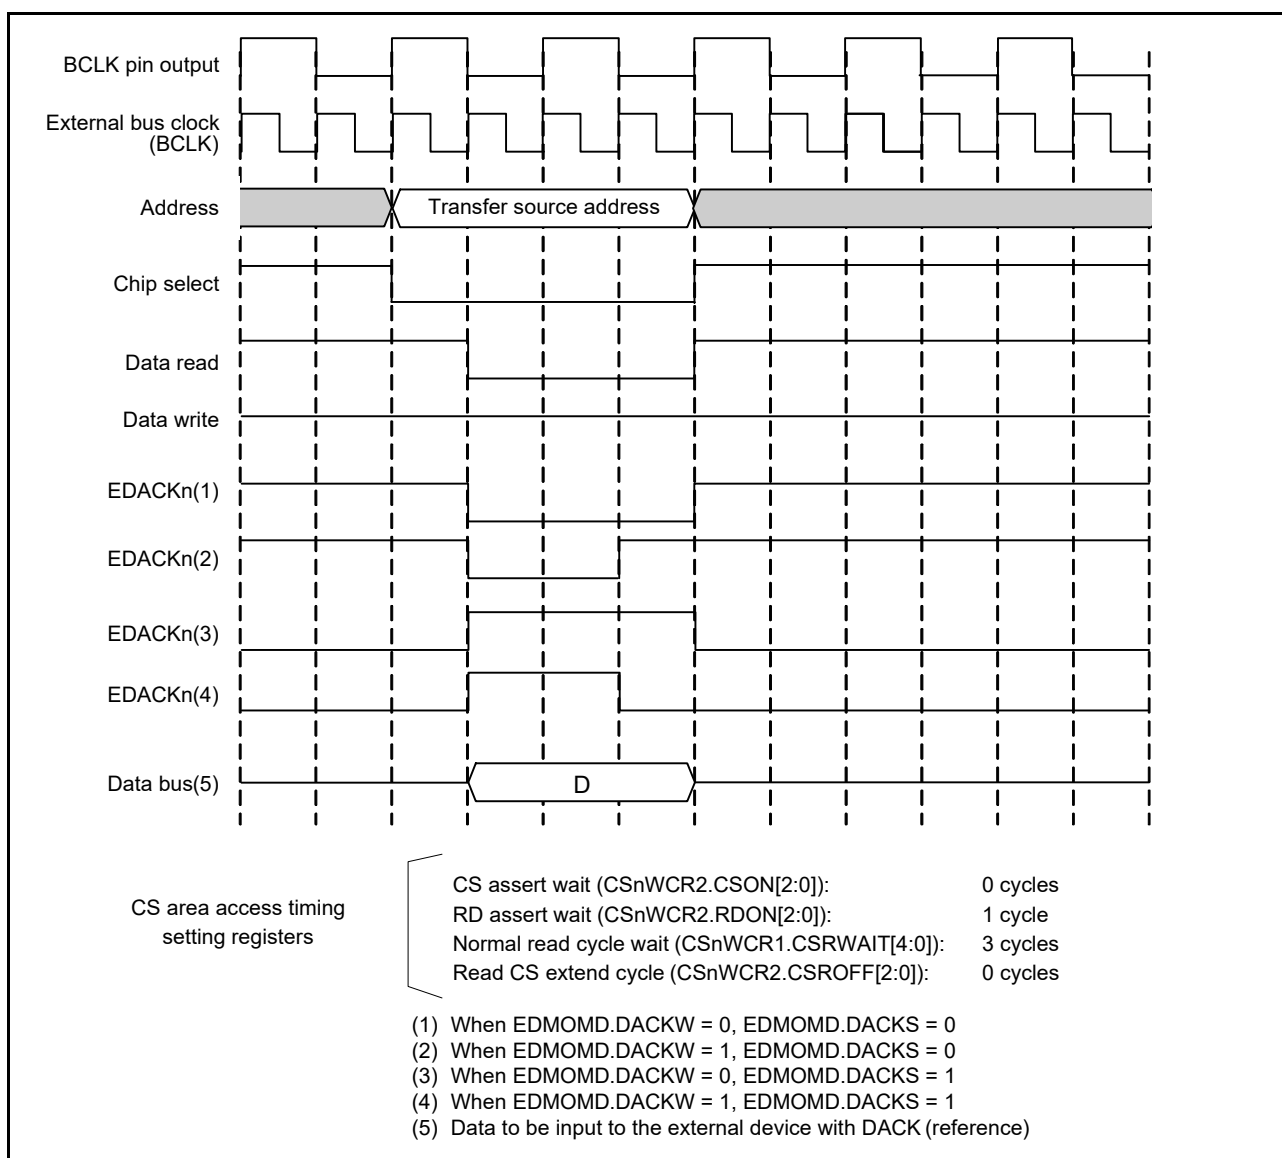 BCLK pin output
External bus clock
(BCLK)
Address
Transfer source address
Chip select
Data read
Data write
EDACKn(1)
EDACKn(2)
EDACKn(3)
EDACKn(4)
Data bus(5)
D
CS area access timing
setting registers
CS assert wait (CSnWCR2.CSON[2:0]): 0 cycles
RD assert wait (CSnWCR2.RDON[2:0]): 1 cycle
Normal read cycle wait (CSnWCR1.CSRWAIT[4:0]): 3 cycles
Read CS extend cycle (CSnWCR2.CSROFF[2:0]): 0 cycles
(1) When EDMOMD.DACKW = 0, EDMOMD.DACKS = 0
(2) When EDMOMD.DACKW = 1, EDMOMD.DACKS = 0
(3) When EDMOMD.DACKW = 0, EDMOMD.DACKS = 1
(4) When EDMOMD.DACKW = 1, EDMOMD.DACKS = 1
(5) Data to be input to the external device with DACK (reference)